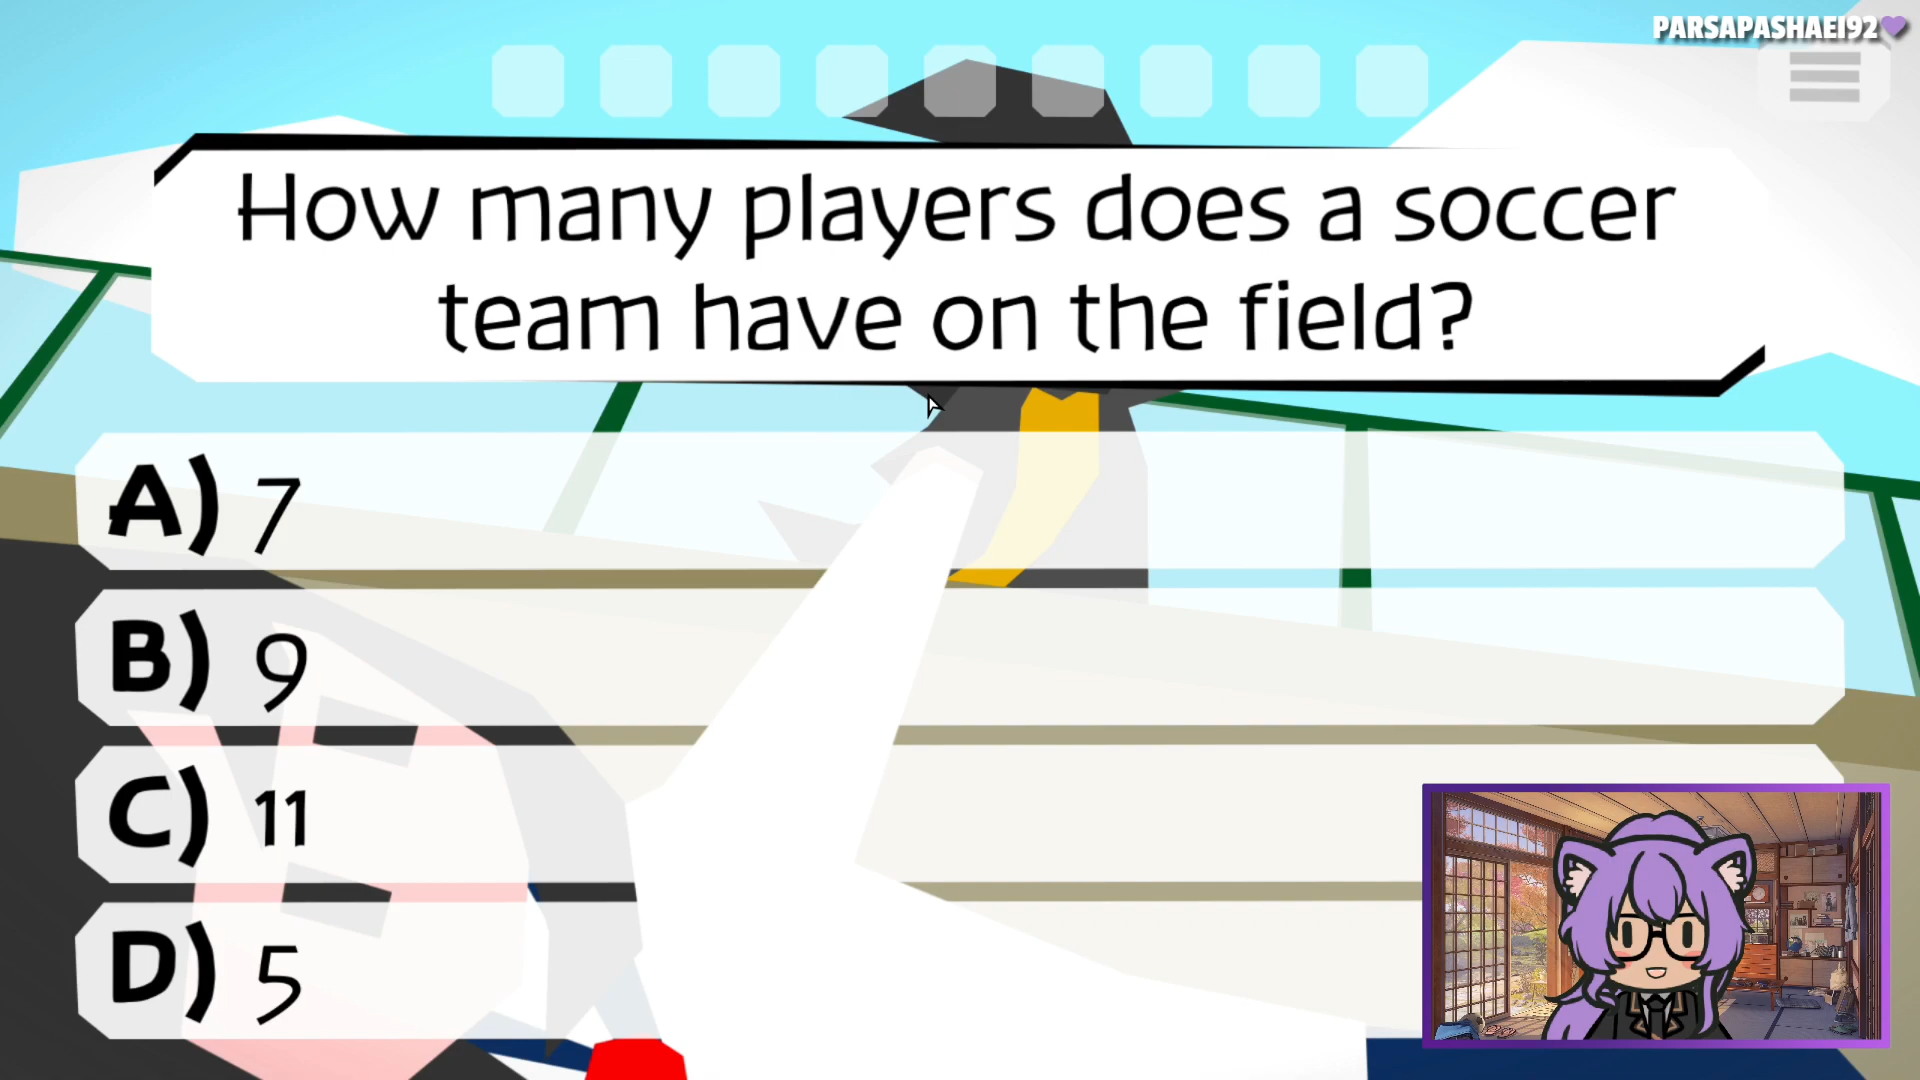 PARSAPASHAEI92💜
How many players does a soccer
team have on the field?
A) 7
B) 9
C) 11
D) 5